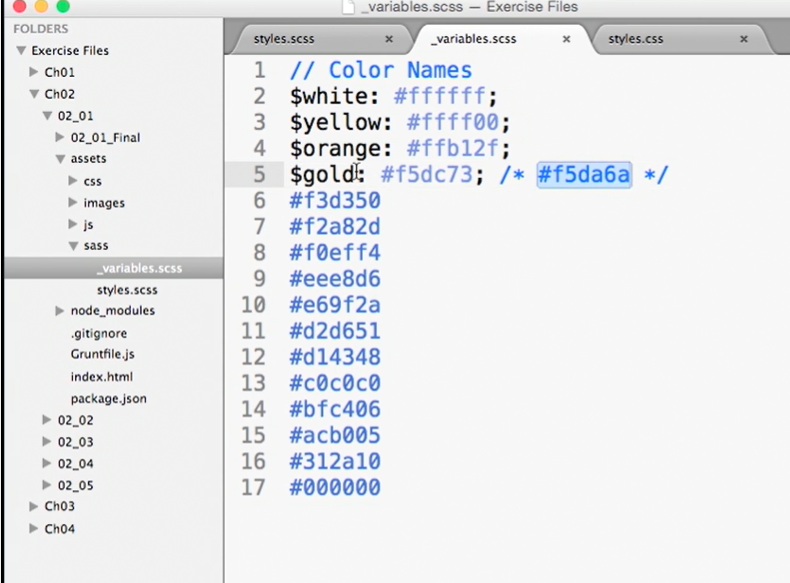 _variables.scss — Exercise Files
FOLDERS
Exercise Files
Ch01
Ch02
02_01
02_01_Final
assets
css
images
js
sass
_variables.scss
styles.scss
node_modules
.gitignore
Gruntfile.js
index.html
package.json
02_02
02_03
02_04
02_05
Ch03
Ch04
styles.scss × _variables.scss × styles.css ×
1 // Color Names
2 $white: #ffffff;
3 $yellow: #ffff00;
4 $orange: #ffb12f;
5 $gold: #f5dc73; /* #f5da6a */
6 #f3d350
7 #f2a82d
8 #f0eff4
9 #eee8d6
10 #e69f2a
11 #d2d651
12 #d14348
13 #c0c0c0
14 #bfc406
15 #acb005
16 #312a10
17 #000000